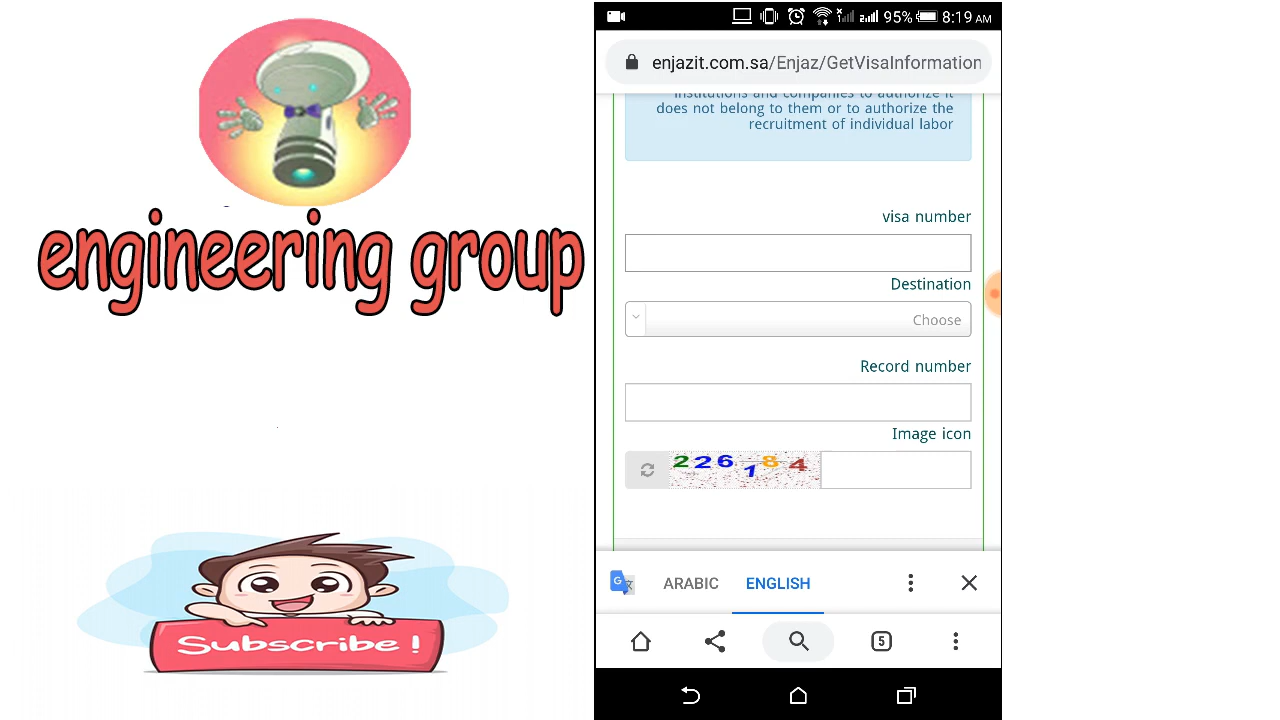 engineering group
Subscribe !
95% 8:19 AM
enjazit.com.sa/Enjaz/GetVisaInformation
institutions and companies to authorize it
does not belong to them or to authorize the
recruitment of individual labor
visa number
Destination
Choose
Record number
Image icon
226184
ARABIC ENGLISH
5